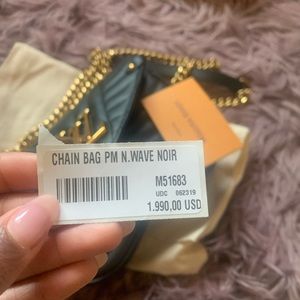 CHAIN BAG PM N.WAVE NOIR
M51683
UDC 062319
1.990,00 USD